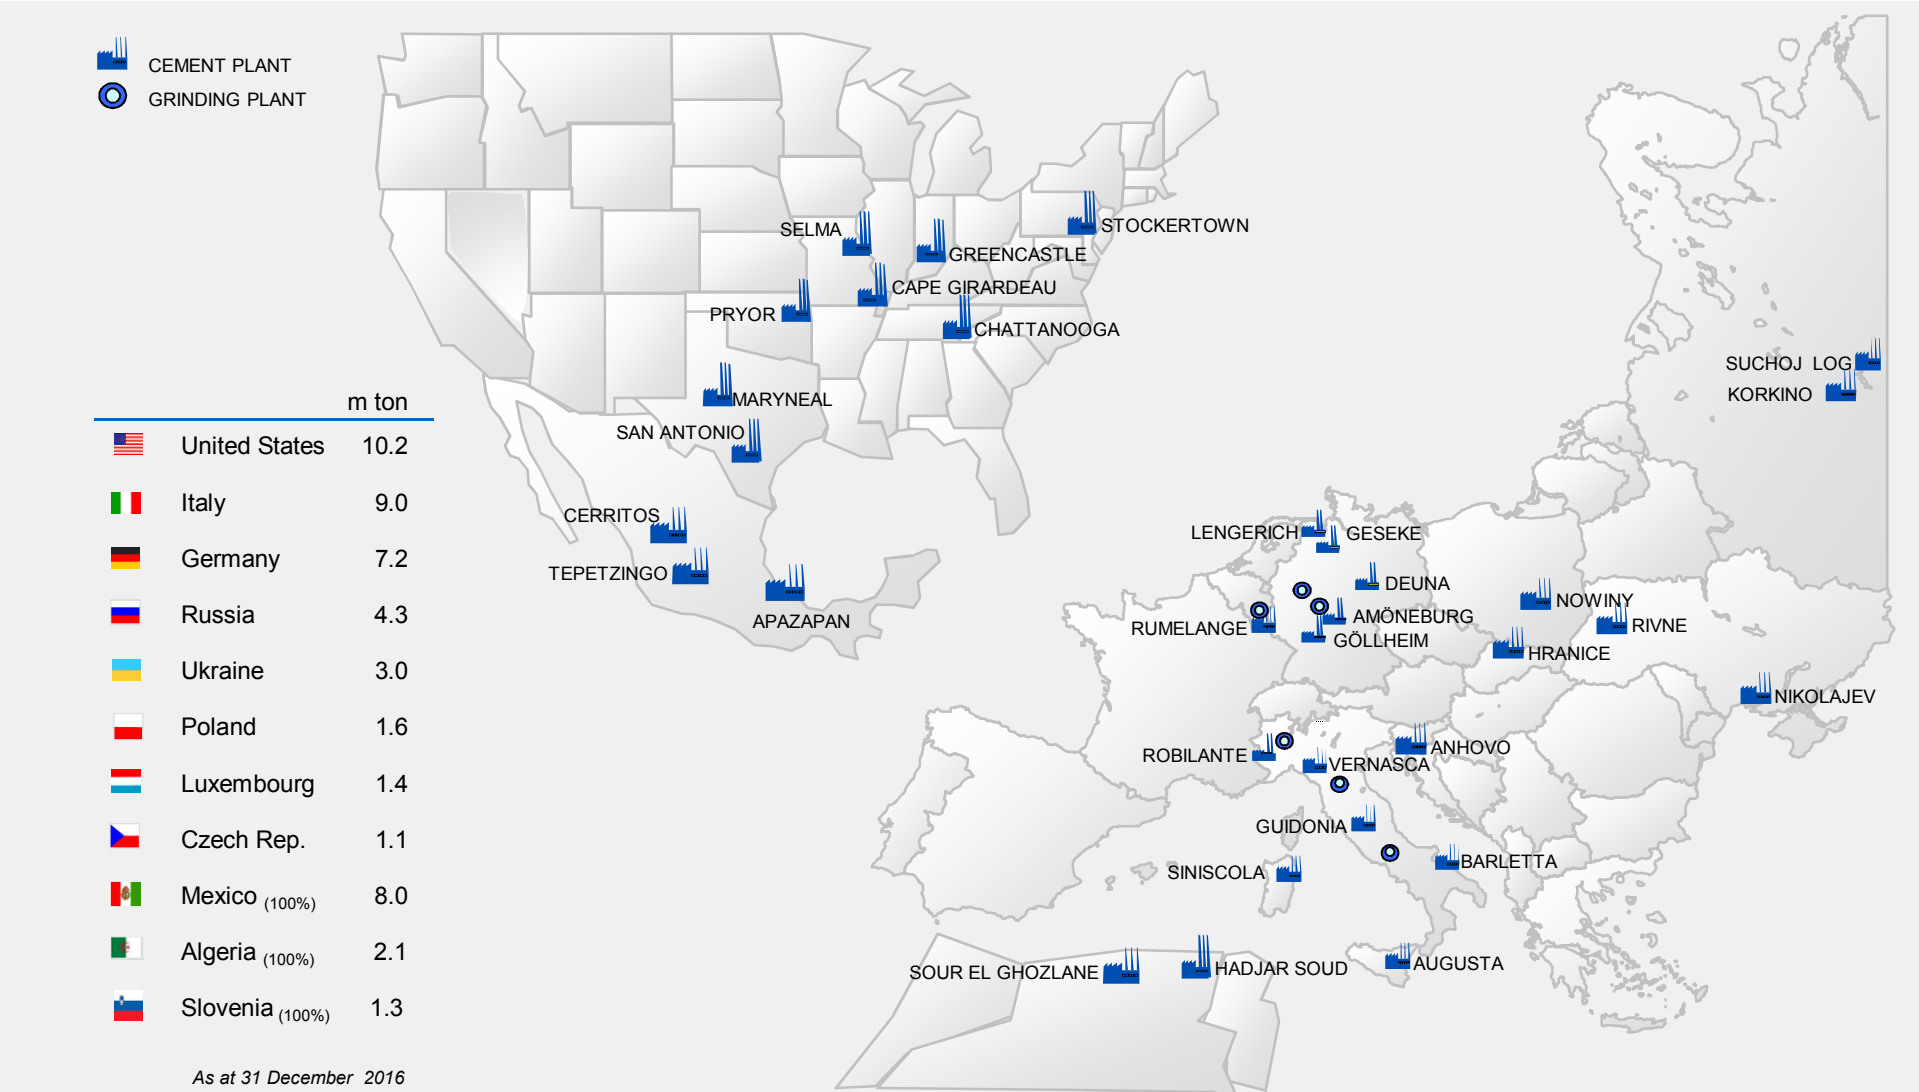 CEMENT PLANT
GRINDING PLANT
m ton
United States 10.2
Italy 9.0
Germany 7.2
Russia 4.3
Ukraine 3.0
Poland 1.6
Luxembourg 1.4
Czech Rep. 1.1
Mexico (100%) 8.0
Algeria (100%) 2.1
Slovenia (100%) 1.3
As at 31 December 2016
SELMA
STOCKERTOWN
GREENCASTLE
CAPE GIRARDEAU
PRYOR
CHATTANOOGA
MARYNEAL
SAN ANTONIO
CERRITOS
TEPETZINGO
APAZAPAN
SUCHOJ LOG
KORKINO
LENGERICH
GESEKE
DEUNA
NOWINY
AMÖNEBURG
RUMELANGE
RIVNE
GÖLLHEIM
HRANICE
NIKOLAJEV
ANHOVO
ROBILANTE
VERNASCA
GUIDONIA
BARLETTA
SINISCOLA
AUGUSTA
SOUR EL GHOZLANE
HADJAR SOUD